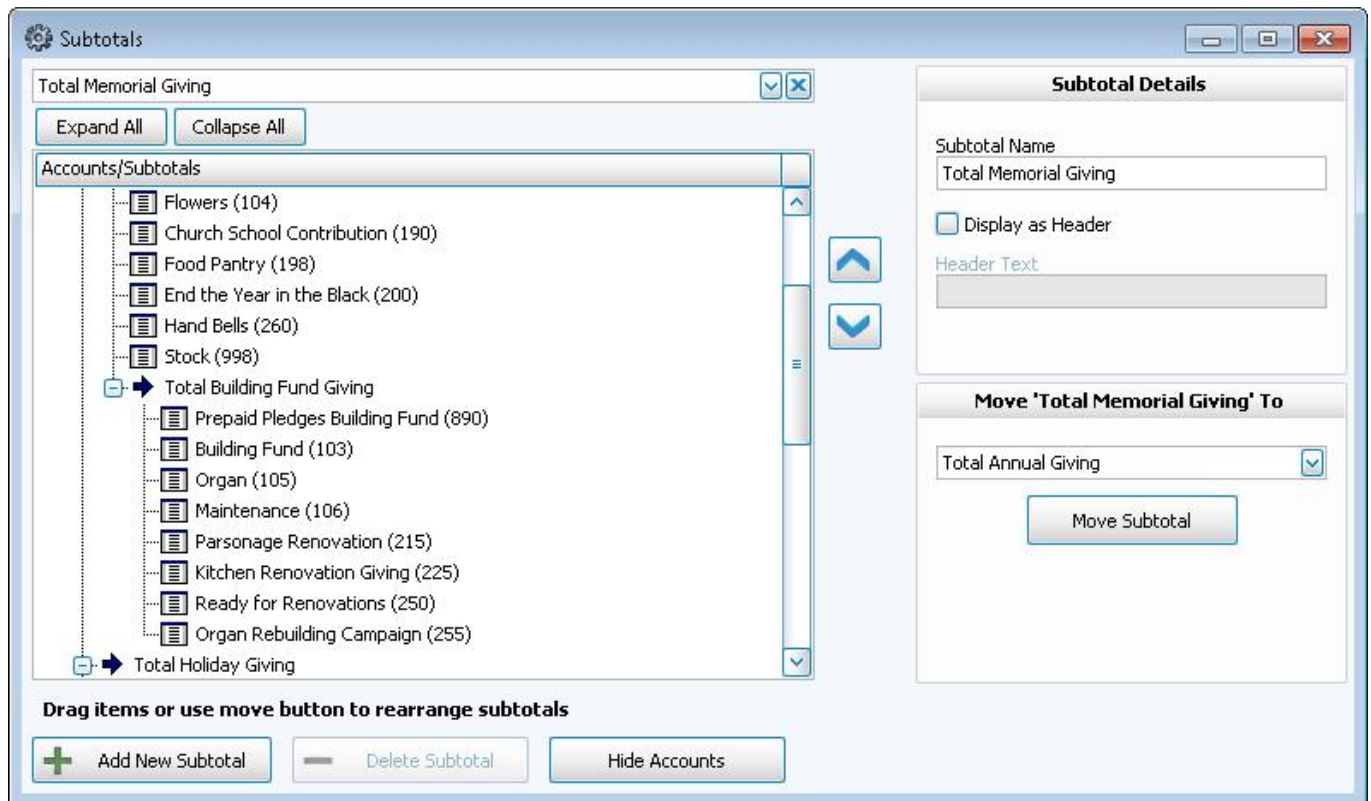 Subtotals
Total Memorial Giving
Expand All
Collapse All
Accounts/Subtotals
Flowers (104)
Church School Contribution (190)
Food Pantry (198)
End the Year in the Black (200)
Hand Bells (260)
Stock (998)
Total Building Fund Giving
Prepaid Pledges Building Fund (890)
Building Fund (103)
Organ (105)
Maintenance (106)
Parsonage Renovation (215)
Kitchen Renovation Giving (225)
Ready for Renovations (250)
Organ Rebuilding Campaign (255)
Total Holiday Giving
Drag items or use move button to rearrange subtotals
Add New Subtotal
Delete Subtotal
Hide Accounts
Subtotal Details
Subtotal Name
Total Memorial Giving
Display as Header
Header Text
Move 'Total Memorial Giving' To
Total Annual Giving
Move Subtotal